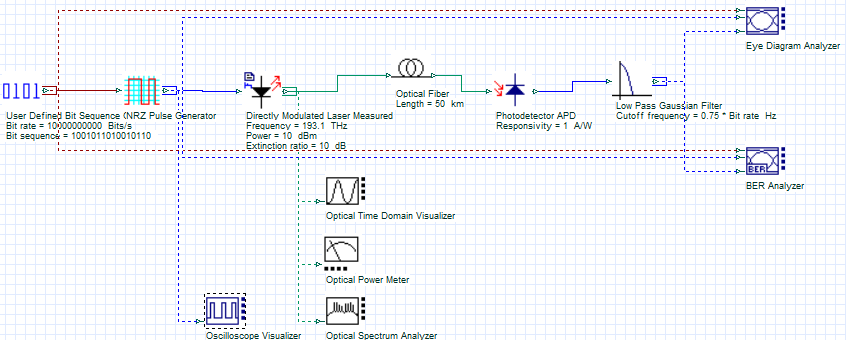 Eye Diagram Analyzer
0101
Optical Fiber
Length = 50 km
User Defined Bit Sequence (NRZ Pulse Generator
Bit rate = 10000000000 Bits/s
Bit sequence = 1001011010010110
Directly Modulated Laser Measured
Frequency = 193.1 THz
Power = 10 dBm
Extinction ratio = 10 dB
Photodetector APD
Responsivity = 1 A/W
Low Pass Gaussian Filter
Cutoff frequency = 0.75 * Bit rate Hz
BER
BER Analyzer
Optical Time Domain Visualizer
Optical Power Meter
Oscilloscope Visualizer
Optical Spectrum Analyzer